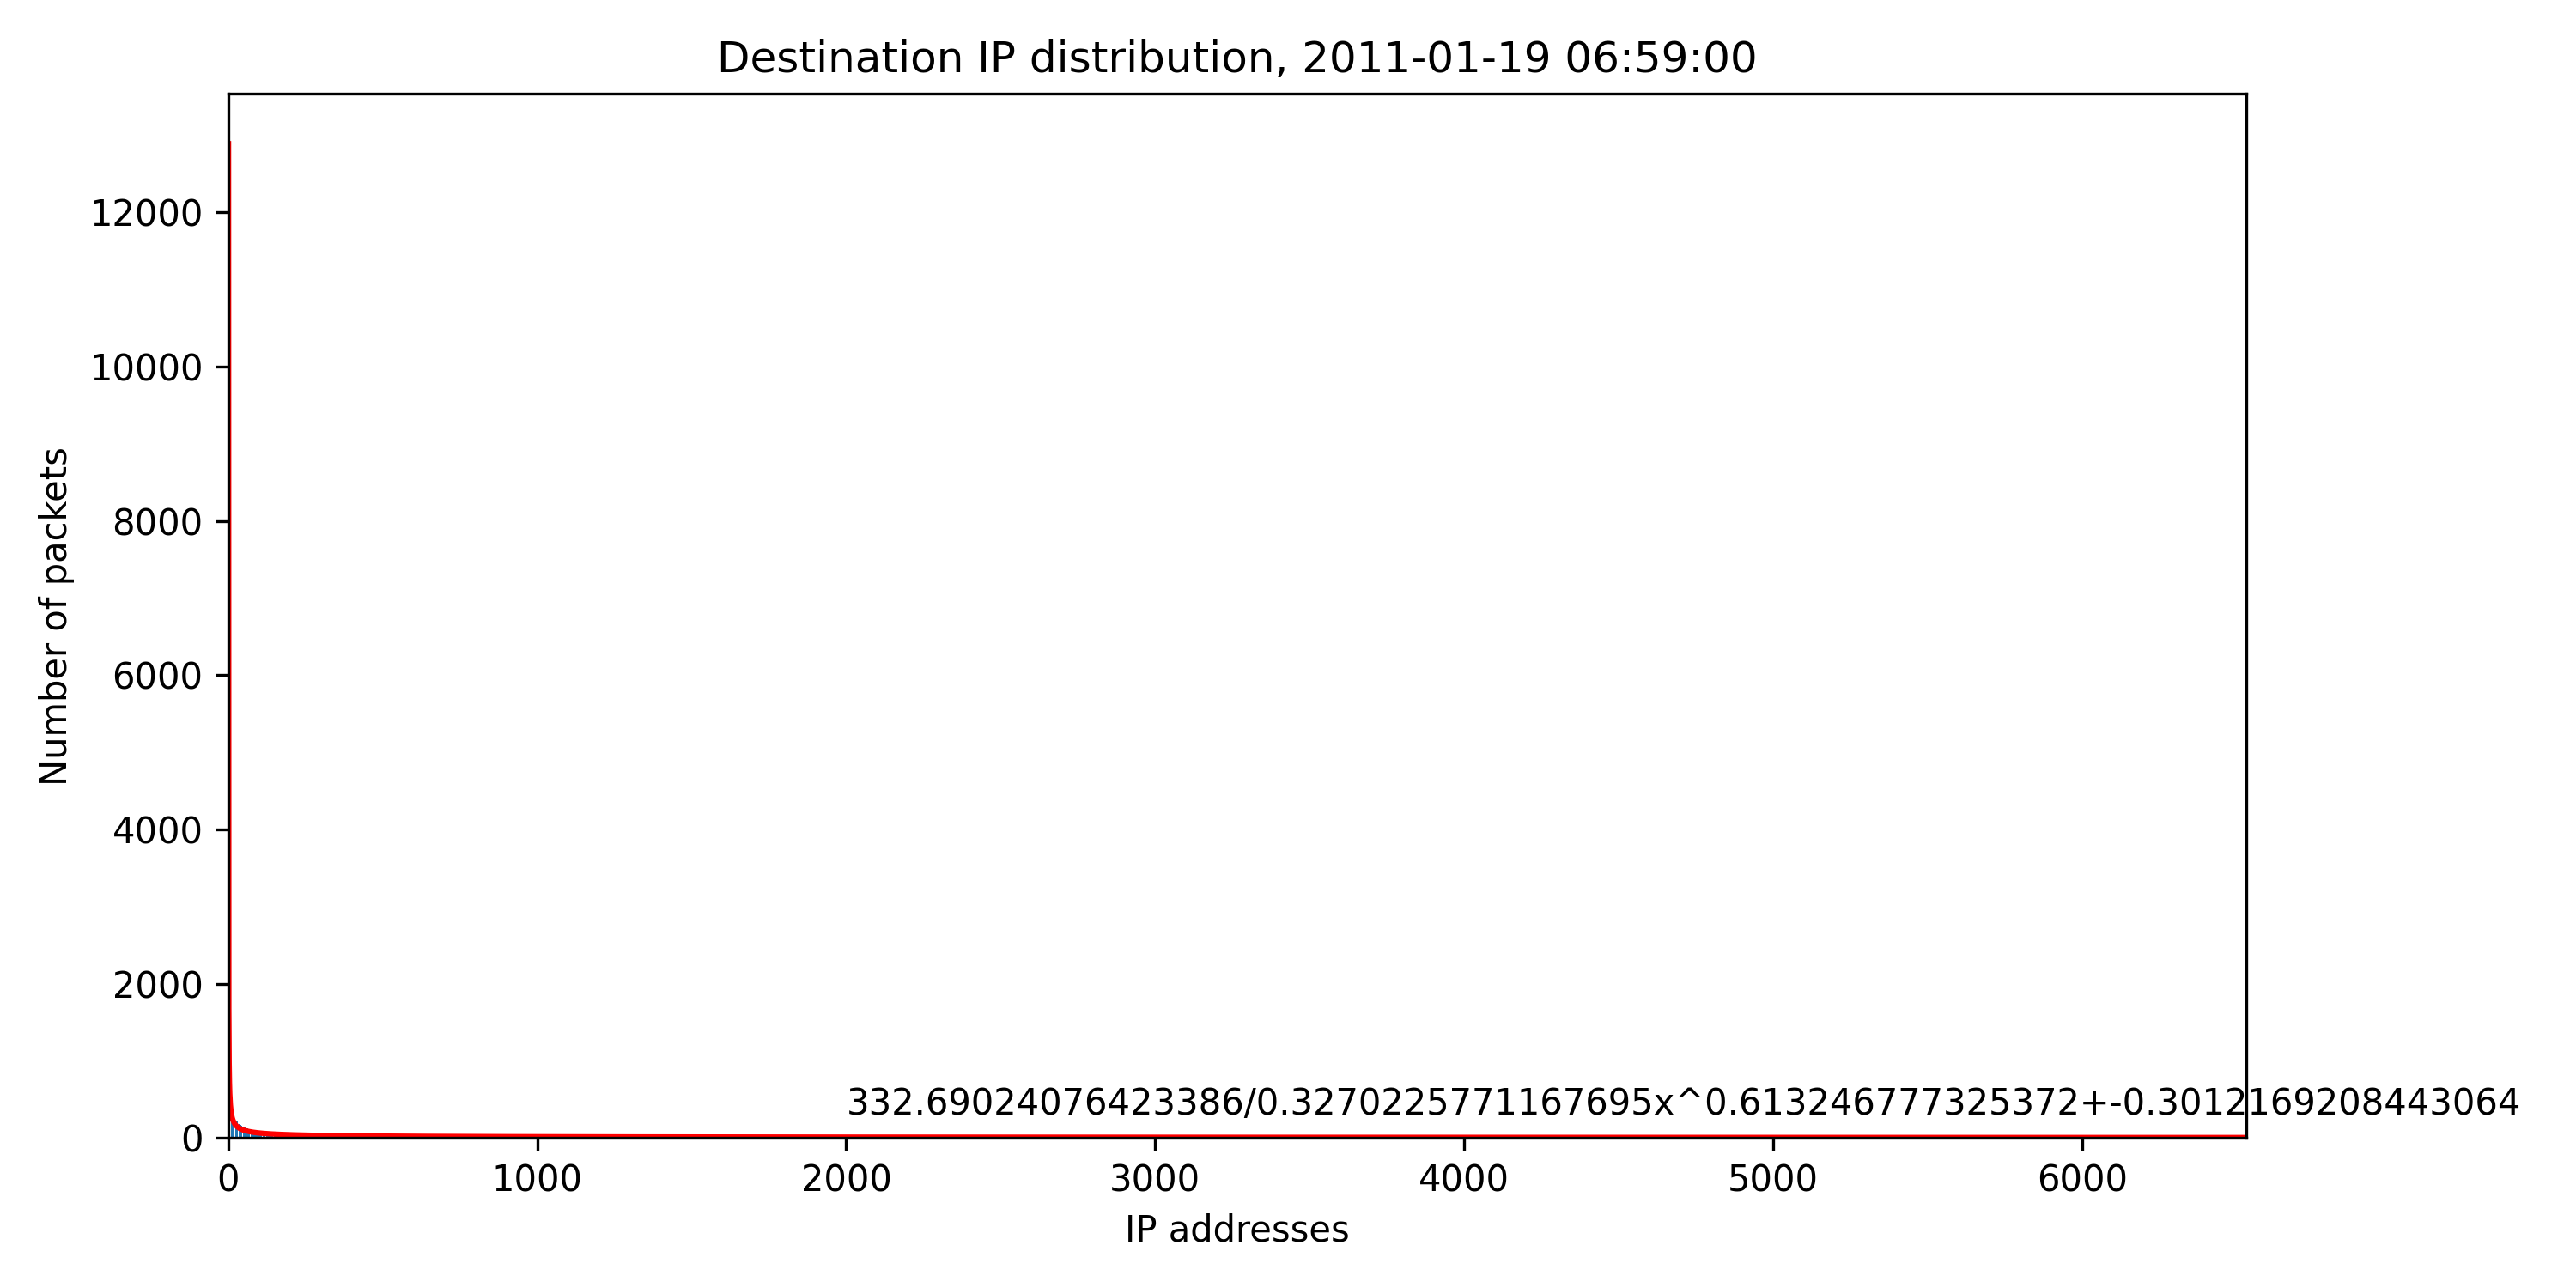 Destination IP distribution, 2011-01-19 06:59:00
12000
10000
8000
6000
4000
2000
0
Number of packets
332.69024076423386/0.3270225771167695x^0.613246777325372+-0.3012169208443064
0 1000 2000 3000 4000 5000 6000
IP addresses